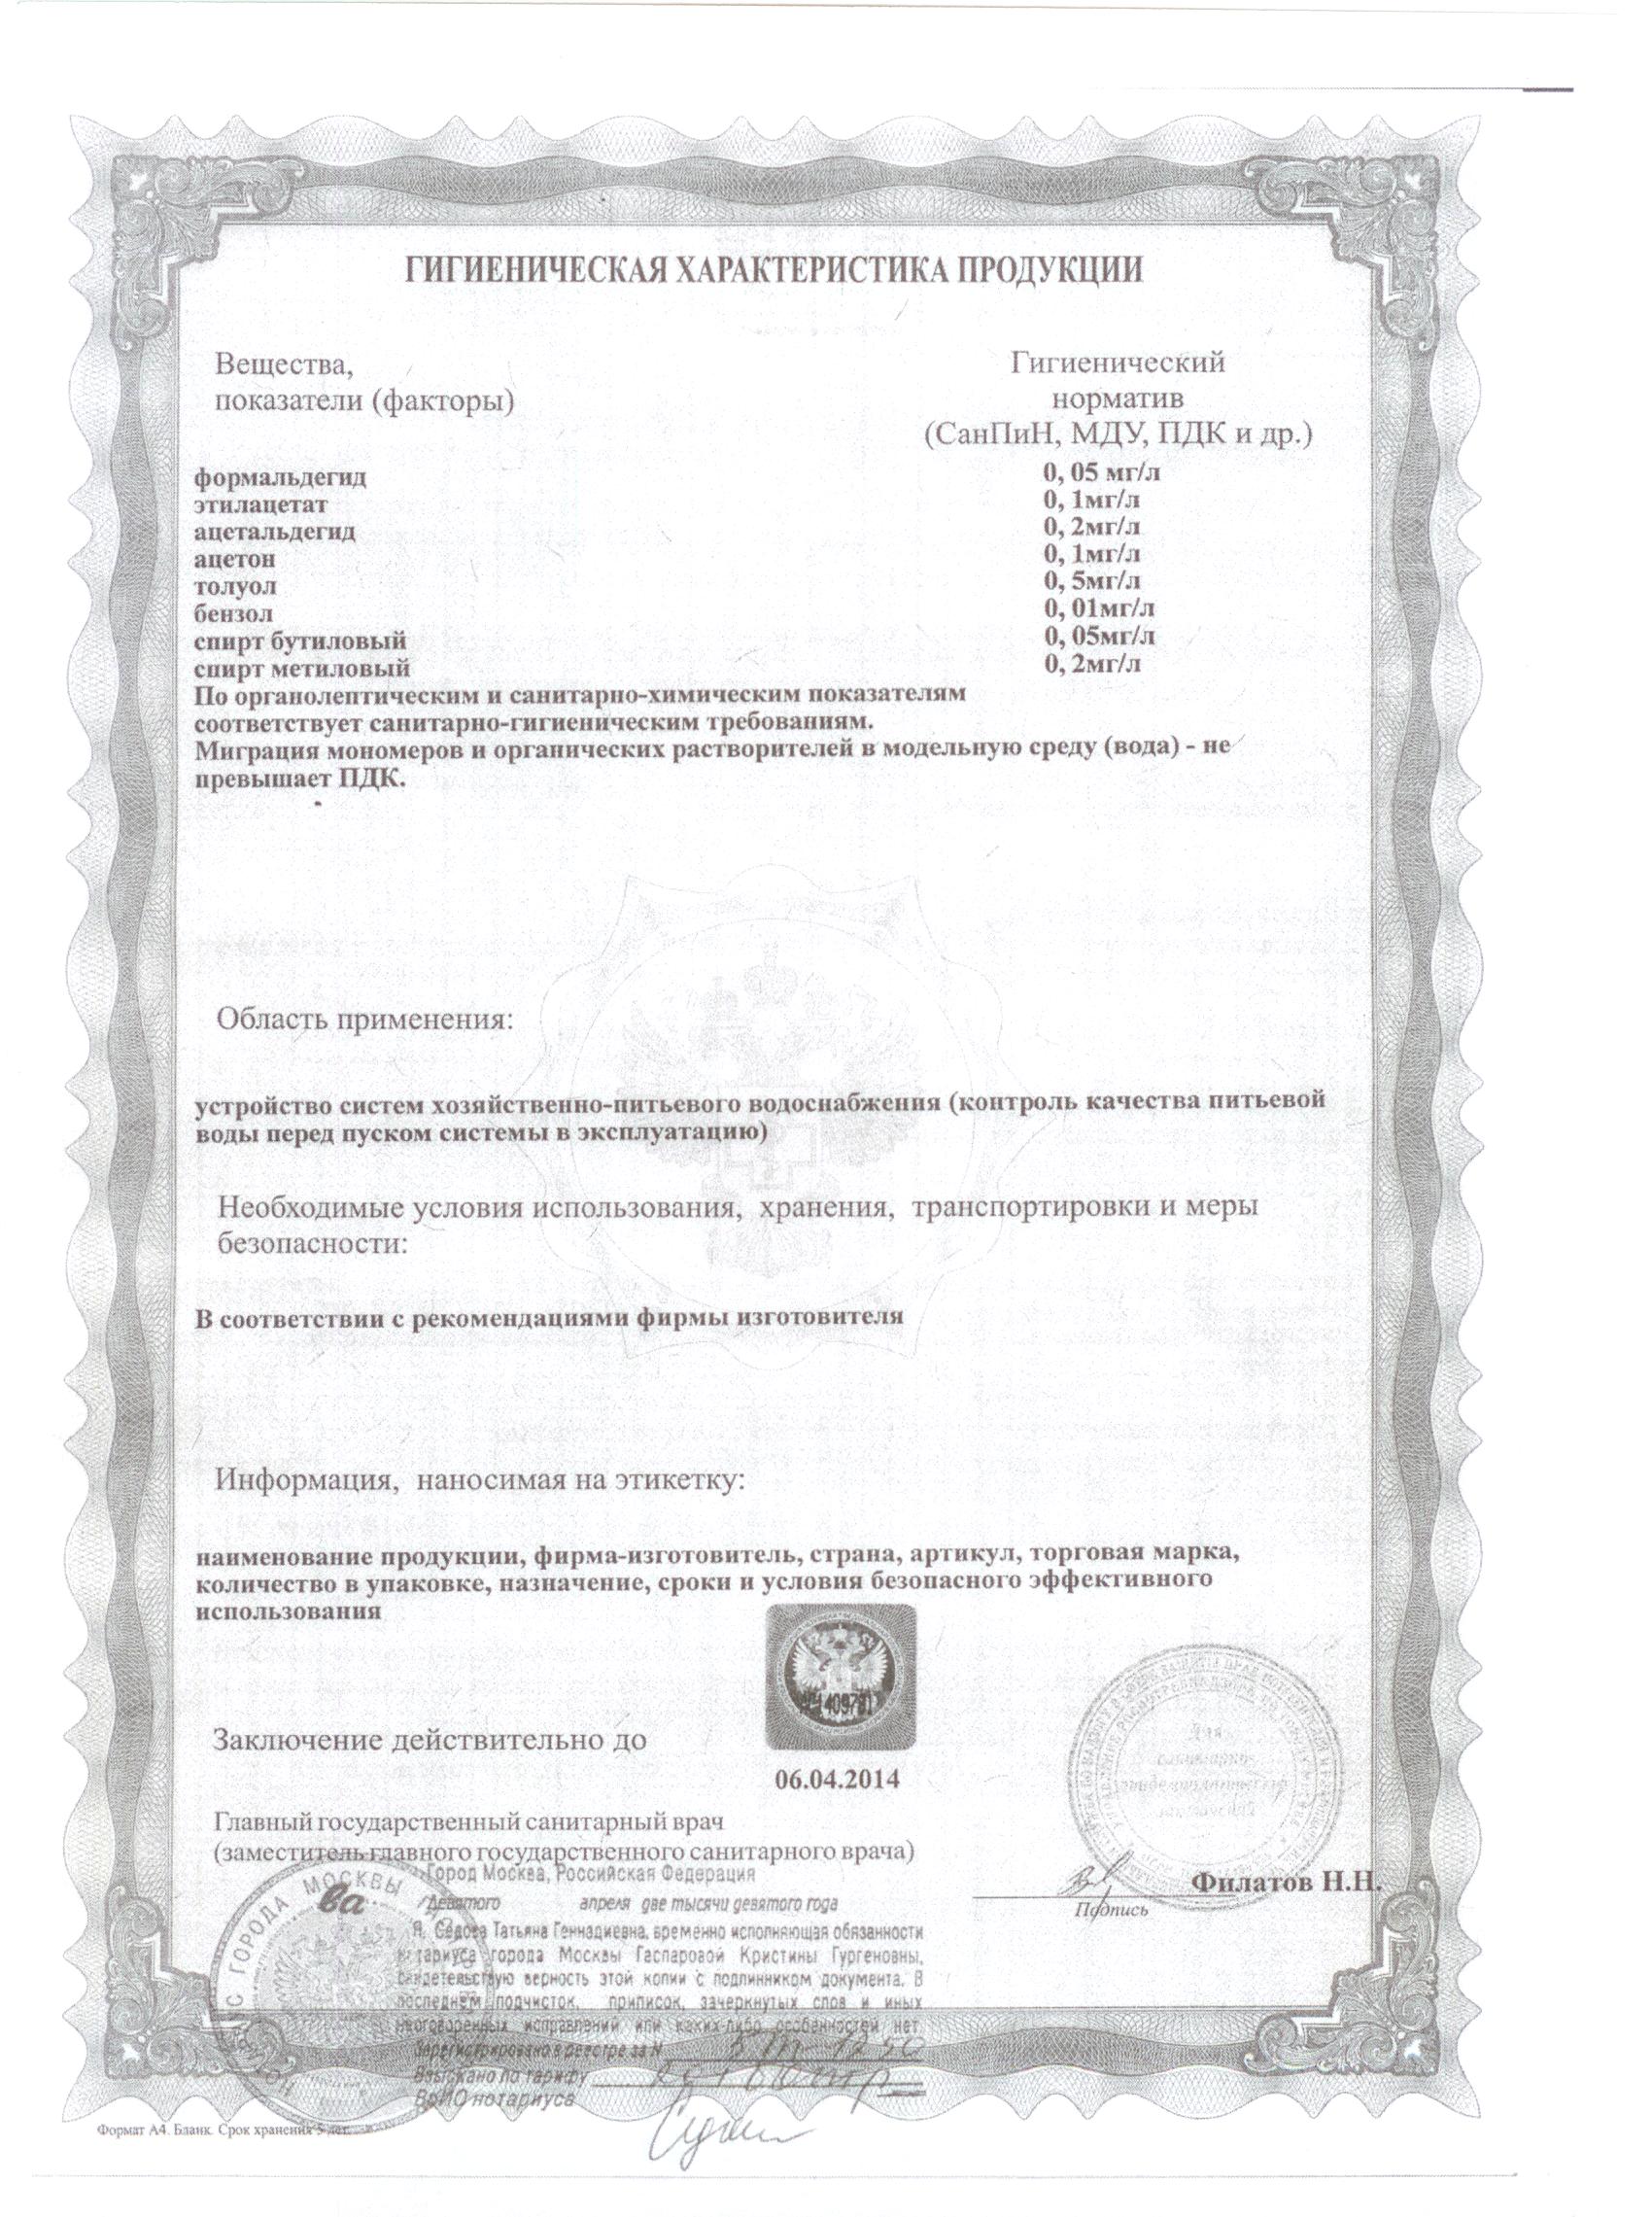 ГИГИЕНИЧЕСКАЯ ХАРАКТЕРИСТИКА ПРОДУКЦИИ
Вещества,
показатели (факторы)
Гигиенический
норматив
(СанПиН, МДУ, ПДК и др.)
формальдегид 0, 05 мг/л
этилацетат 0, 1мг/л
ацетальдегид 0, 2мг/л
ацетон 0, 1мг/л
толуол 0, 5мг/л
бензол 0, 01мг/л
спирт бутиловый 0, 05мг/л
спирт метиловый 0, 2мг/л
По органолептическим и санитарно-химическим показателям
соответствует санитарно-гигиеническим требованиям.
Миграция мономеров и органических растворителей в модельную среду (вода) - не
превышает ПДК.
Область применения:
устройство систем хозяйственно-питьевого водоснабжения (контроль качества питьевой
воды перед пуском системы в эксплуатацию)
Необходимые условия использования, хранения, транспортировки и меры
безопасности:
В соответствии с рекомендациями фирмы изготовителя
Информация, наносимая на этикетку:
наименование продукции, фирма-изготовитель, страна, артикул, торговая марка,
количество в упаковке, назначение, сроки и условия безопасного эффективного
использования
Заключение действительно до
06.04.2014
Главный государственный санитарный врач
(заместитель главного государственного санитарного врача)
Филатов Н.Н.
Подпись
Город Москва, Российская Федерация
Девятого апреля две тысячи девятого года
Я, Седова Татьяна Геннадиевна, временно исполняющая обязанности
нотариуса города Москвы Гаспаровой Кристины Гургеновны,
свидетельствую верность этой копии с подлинником документа. В
последнем подчисток, приписок, зачеркнутых слов и иных
неоговоренных исправлений или каких-либо особенностей нет
Зарегистрировано в реестре за N
Взыскано по тарифу
ВРИО нотариуса
ГОРОДА МОСКВЫ
Формат А4. Бланк. Срок хранения 5 лет.